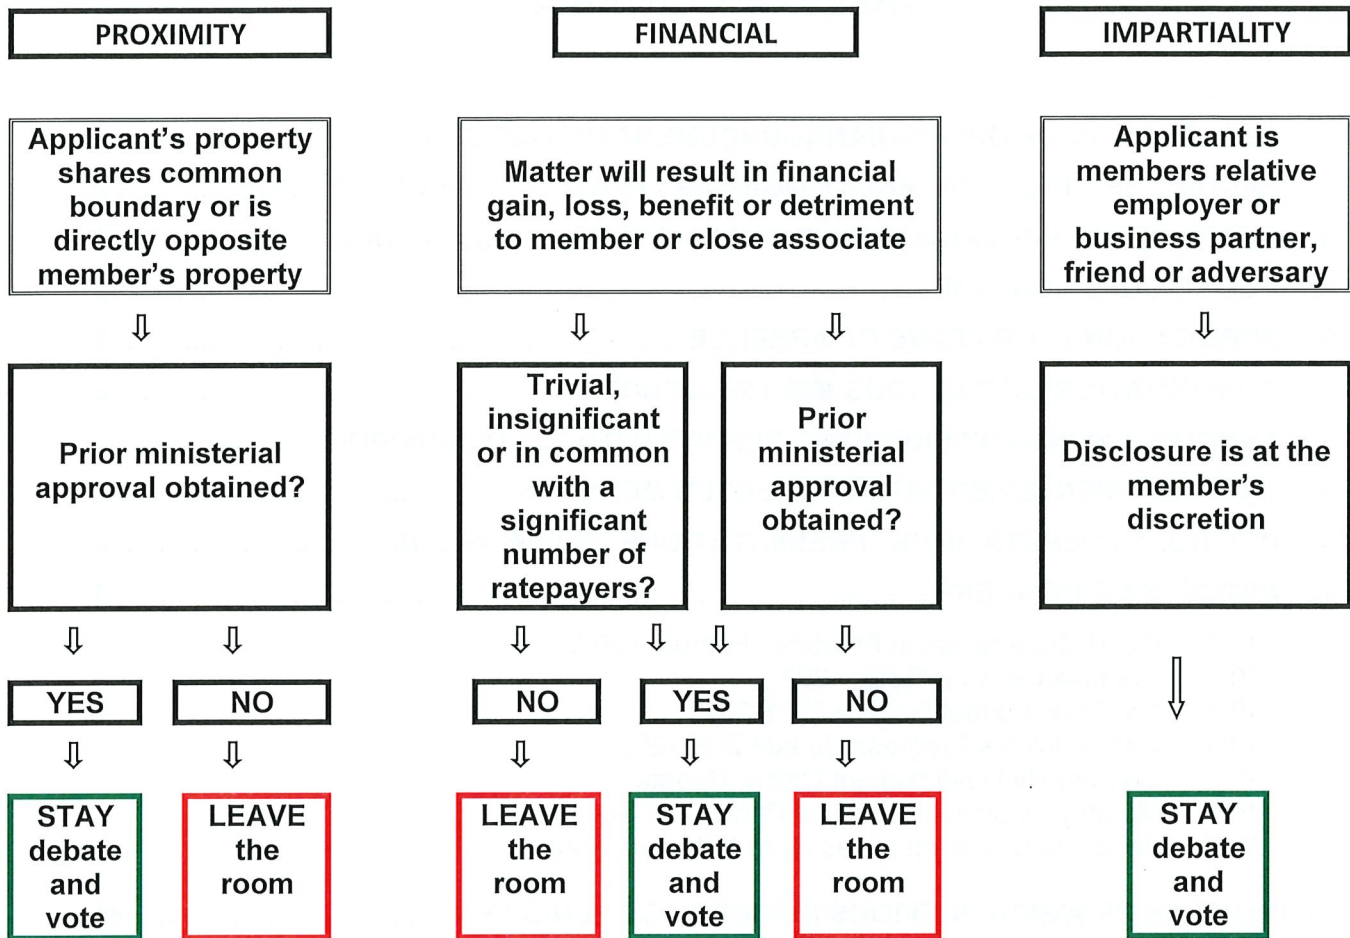 PROXIMITY
FINANCIAL
IMPARTIALITY
Applicant’s property
shares common
boundary or is
directly opposite
member’s property
Matter will result in financial
gain, loss, benefit or detriment
to member or close associate
Applicant is
members relative
employer or
business partner,
friend or adversary
Prior ministerial
approval obtained?
Trivial,
insignificant
or in common
with a
significant
number of
ratepayers?
Prior
ministerial
approval
obtained?
Disclosure is at the
member’s
discretion
YES
NO
NO
YES
NO
STAY
debate
and
vote
LEAVE
the
room
LEAVE
the
room
STAY
debate
and
vote
LEAVE
the
room
STAY
debate
and
vote